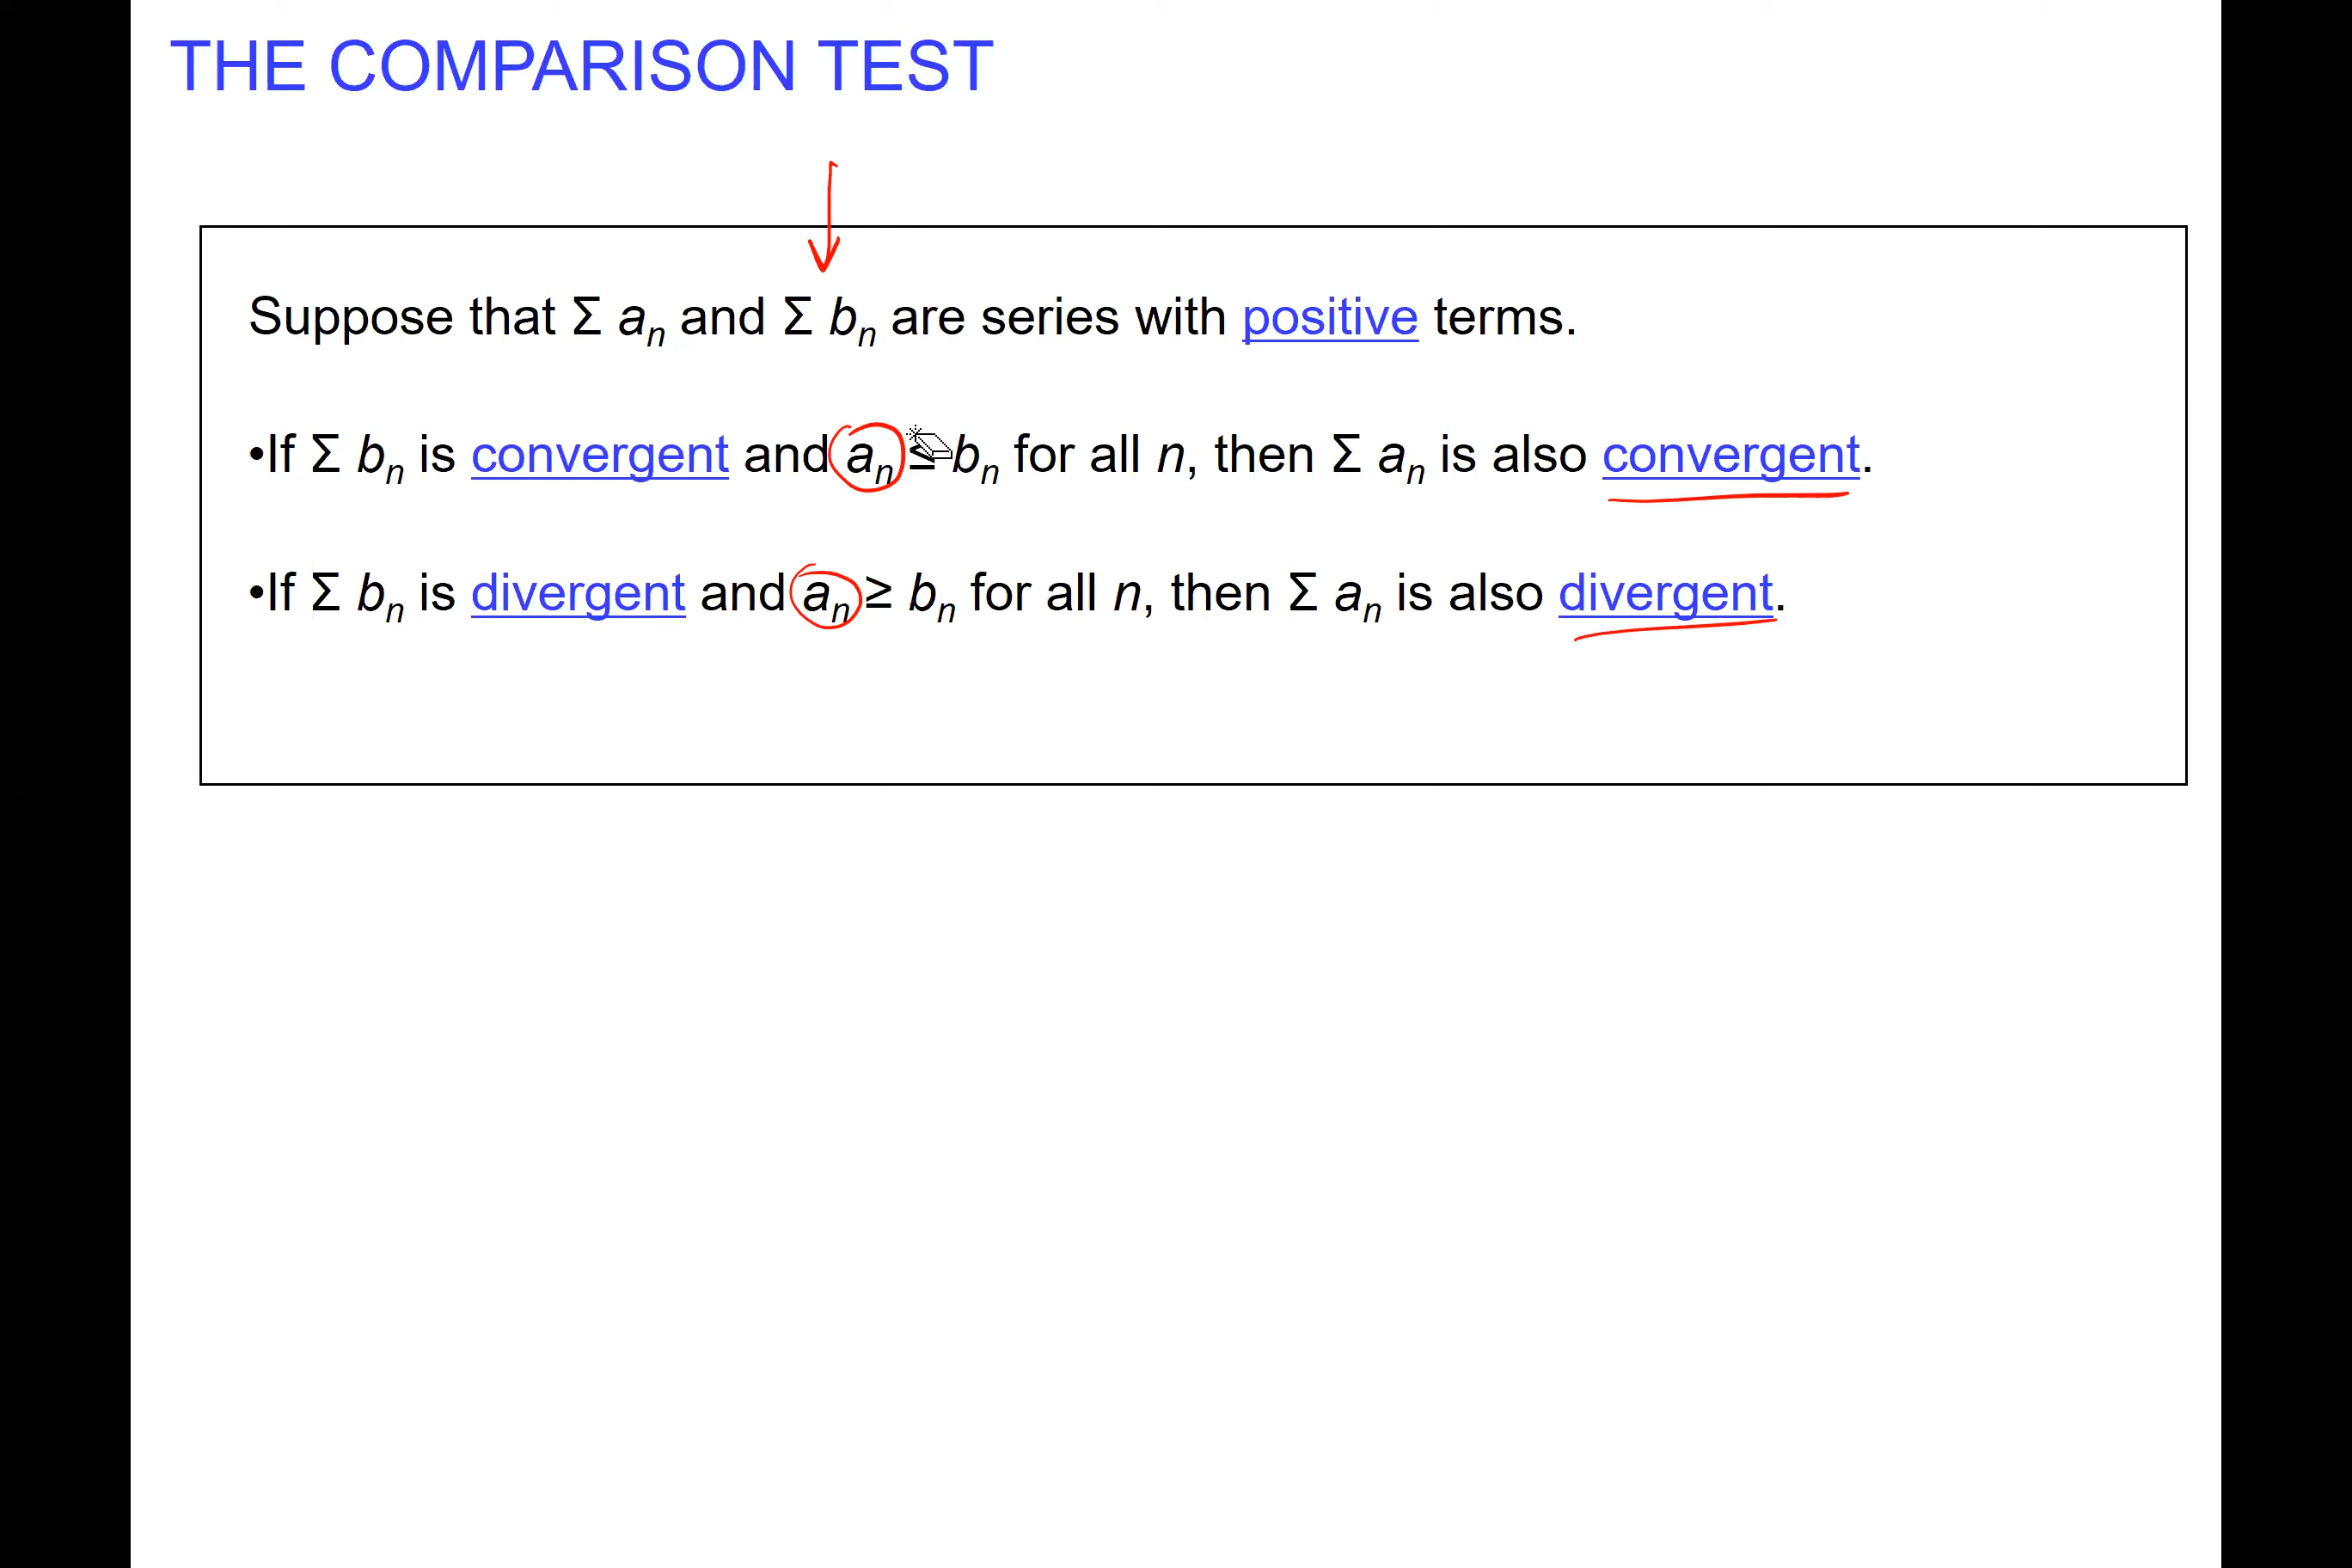 THE COMPARISON TEST
Suppose that Σ aₙ and Σ bₙ are series with positive terms.
•If Σ bₙ is convergent and aₙ ≤ bₙ for all n, then Σ aₙ is also convergent.
•If Σ bₙ is divergent and aₙ ≥ bₙ for all n, then Σ aₙ is also divergent.